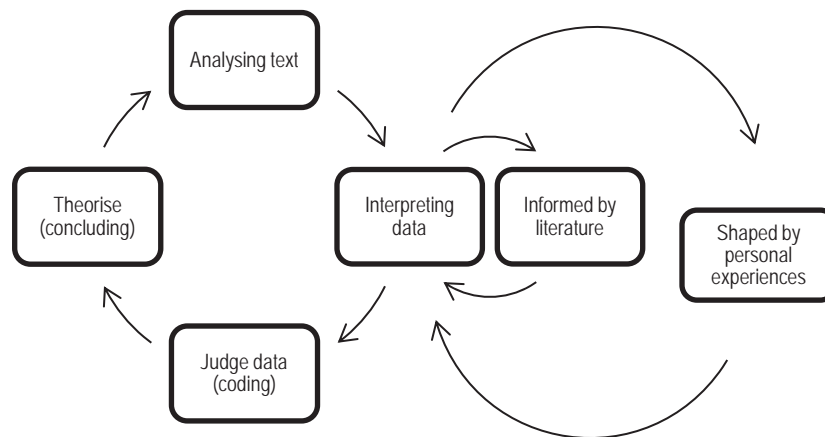 Analysing text
Theorise
(concluding)
Interpreting
data
Informed by
literature
Shaped by
personal
experiences
Judge data
(coding)